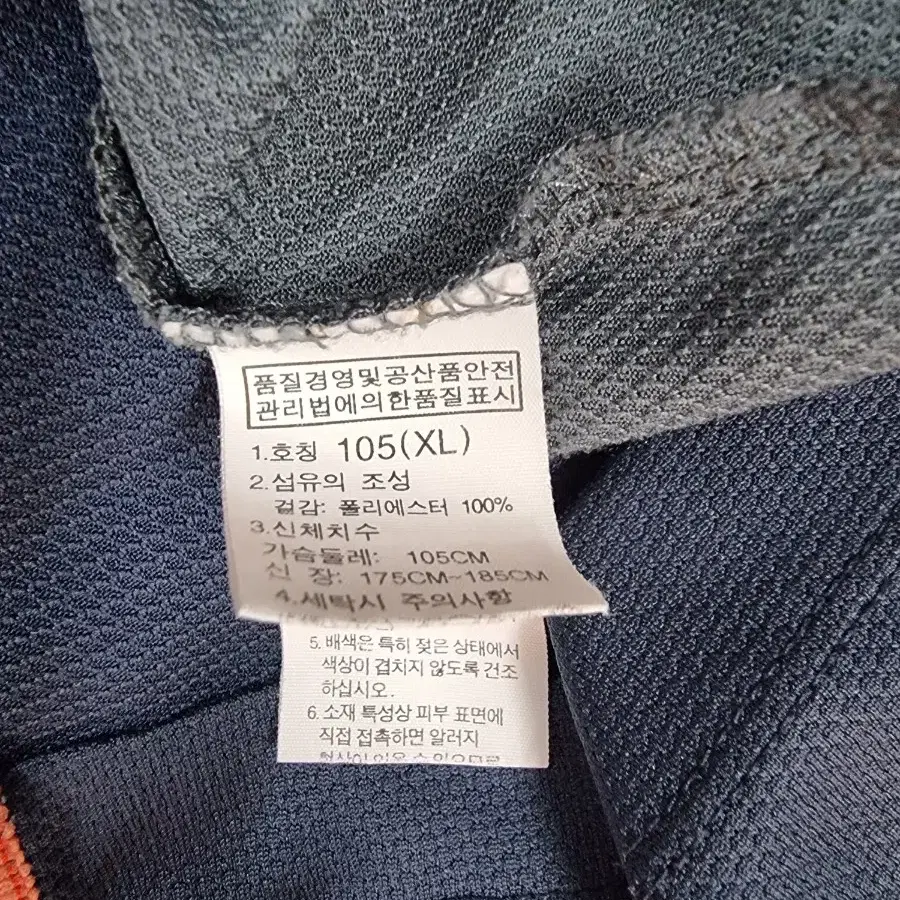 품질경영및공산품안전
관리법에의한품질표시
1.호칭 105(XL)
2.섬유의 조성
겉감: 폴리에스터 100%
3.신체치수
가슴둘레: 105CM
신 장: 175CM~185CM
4.세탁시 주의사항
5. 배색은 특히 젖은 상태에서
색상이 겹치지 않도록 건조
하십시오.
6. 소재 특성상 피부 표면에
직접 접촉하면 알러지